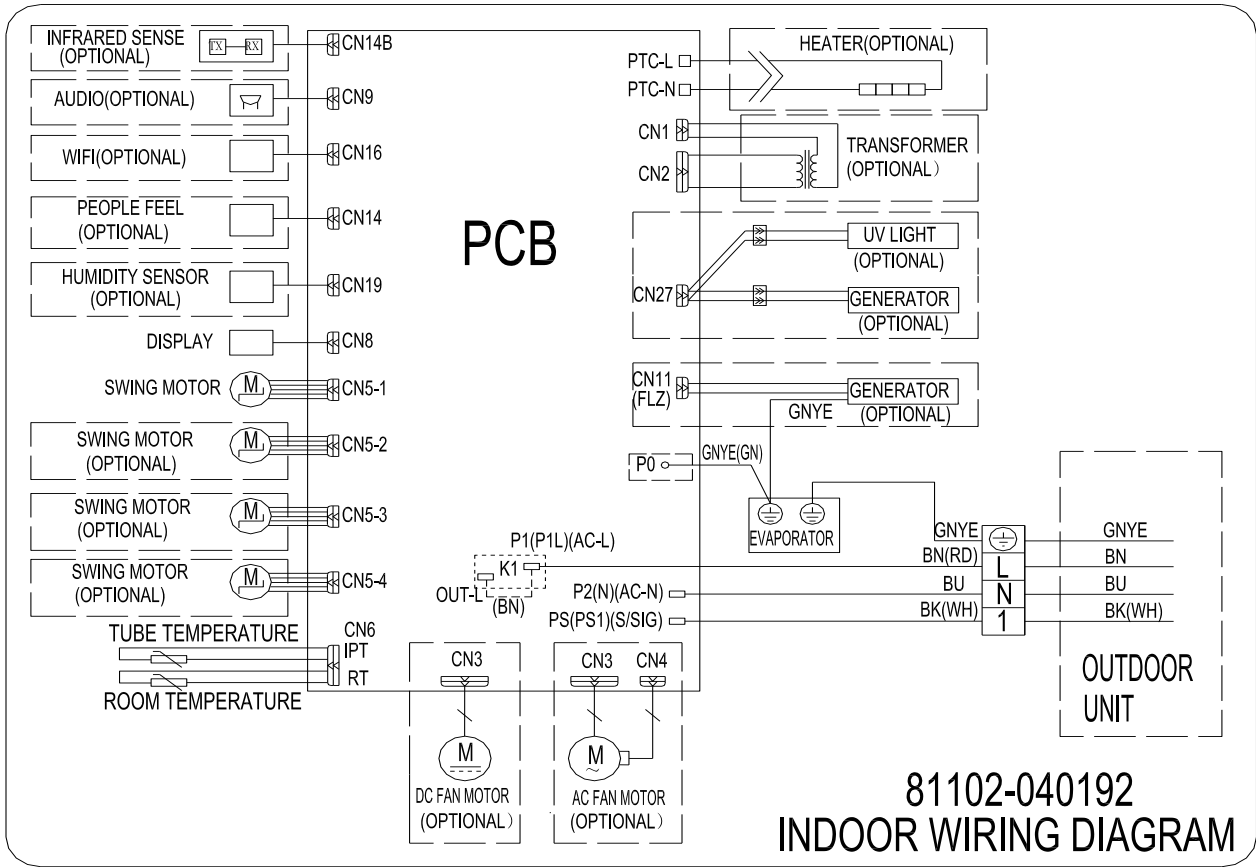 INFRARED SENSE
(OPTIONAL)
TX
RX
CN14B
AUDIO(OPTIONAL)
CN9
WIFI(OPTIONAL)
CN16
PEOPLE FEEL
(OPTIONAL)
CN14
HUMIDITY SENSOR
(OPTIONAL)
CN19
DISPLAY
CN8
SWING MOTOR
M
CN5-1
SWING MOTOR
(OPTIONAL)
M
CN5-2
SWING MOTOR
(OPTIONAL)
M
CN5-3
SWING MOTOR
(OPTIONAL)
M
CN5-4
TUBE TEMPERATURE
CN6
IPT
RT
ROOM TEMPERATURE
PCB
PTC-L
PTC-N
HEATER(OPTIONAL)
CN1
CN2
TRANSFORMER
(OPTIONAL)
CN27
UV LIGHT
(OPTIONAL)
GENERATOR
(OPTIONAL)
CN11
(FLZ)
GNYE
GENERATOR
(OPTIONAL)
P0
GNYE(GN)
EVAPORATOR
P1(P1L)(AC-L)
K1
OUT-L
(BN)
P2(N)(AC-N)
PS(PS1)(S/SIG)
GNYE
BN(RD)
BU
BK(WH)
L
N
1
GNYE
BN
BU
BK(WH)
OUTDOOR
UNIT
CN3
M
DC FAN MOTOR
(OPTIONAL)
CN3
CN4
M
~
AC FAN MOTOR
(OPTIONAL)
81102-040192
INDOOR WIRING DIAGRAM